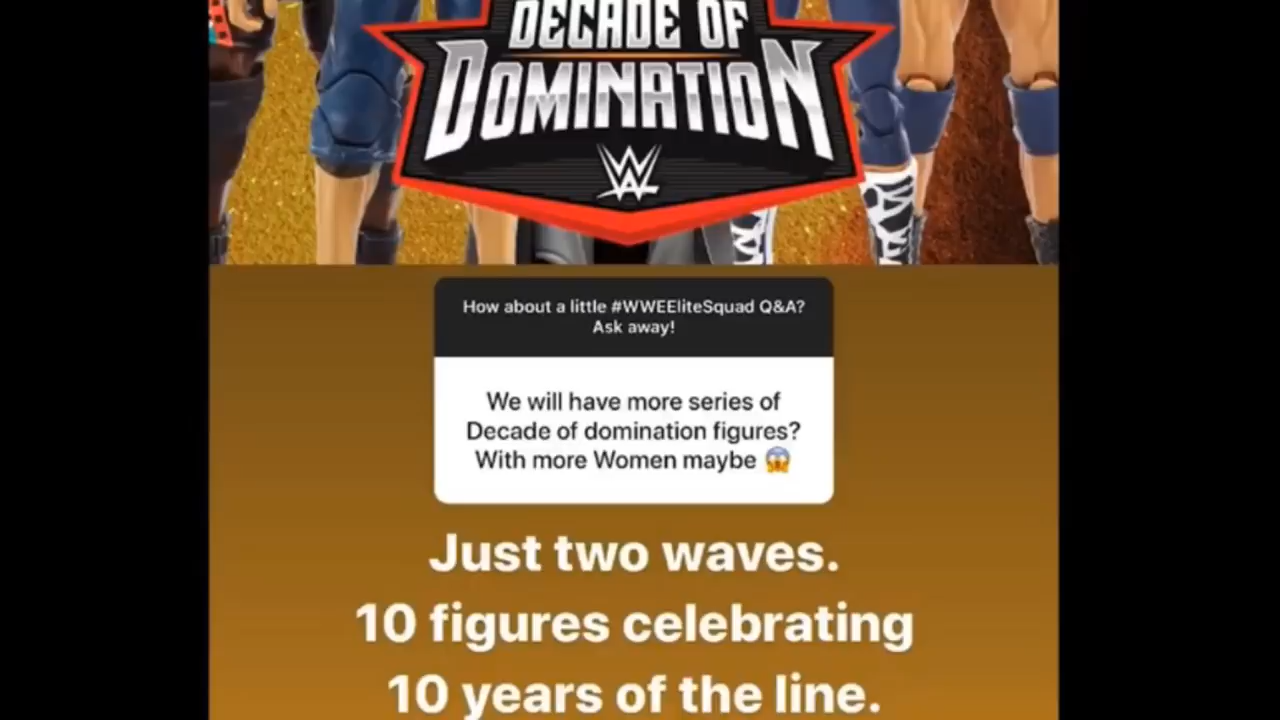 DECADE OF
DOMINATION
W
How about a little #WWEEliteSquad Q&A?
Ask away!
We will have more series of
Decade of domination figures?
With more Women maybe 😱
Just two waves.
10 figures celebrating
10 years of the line.